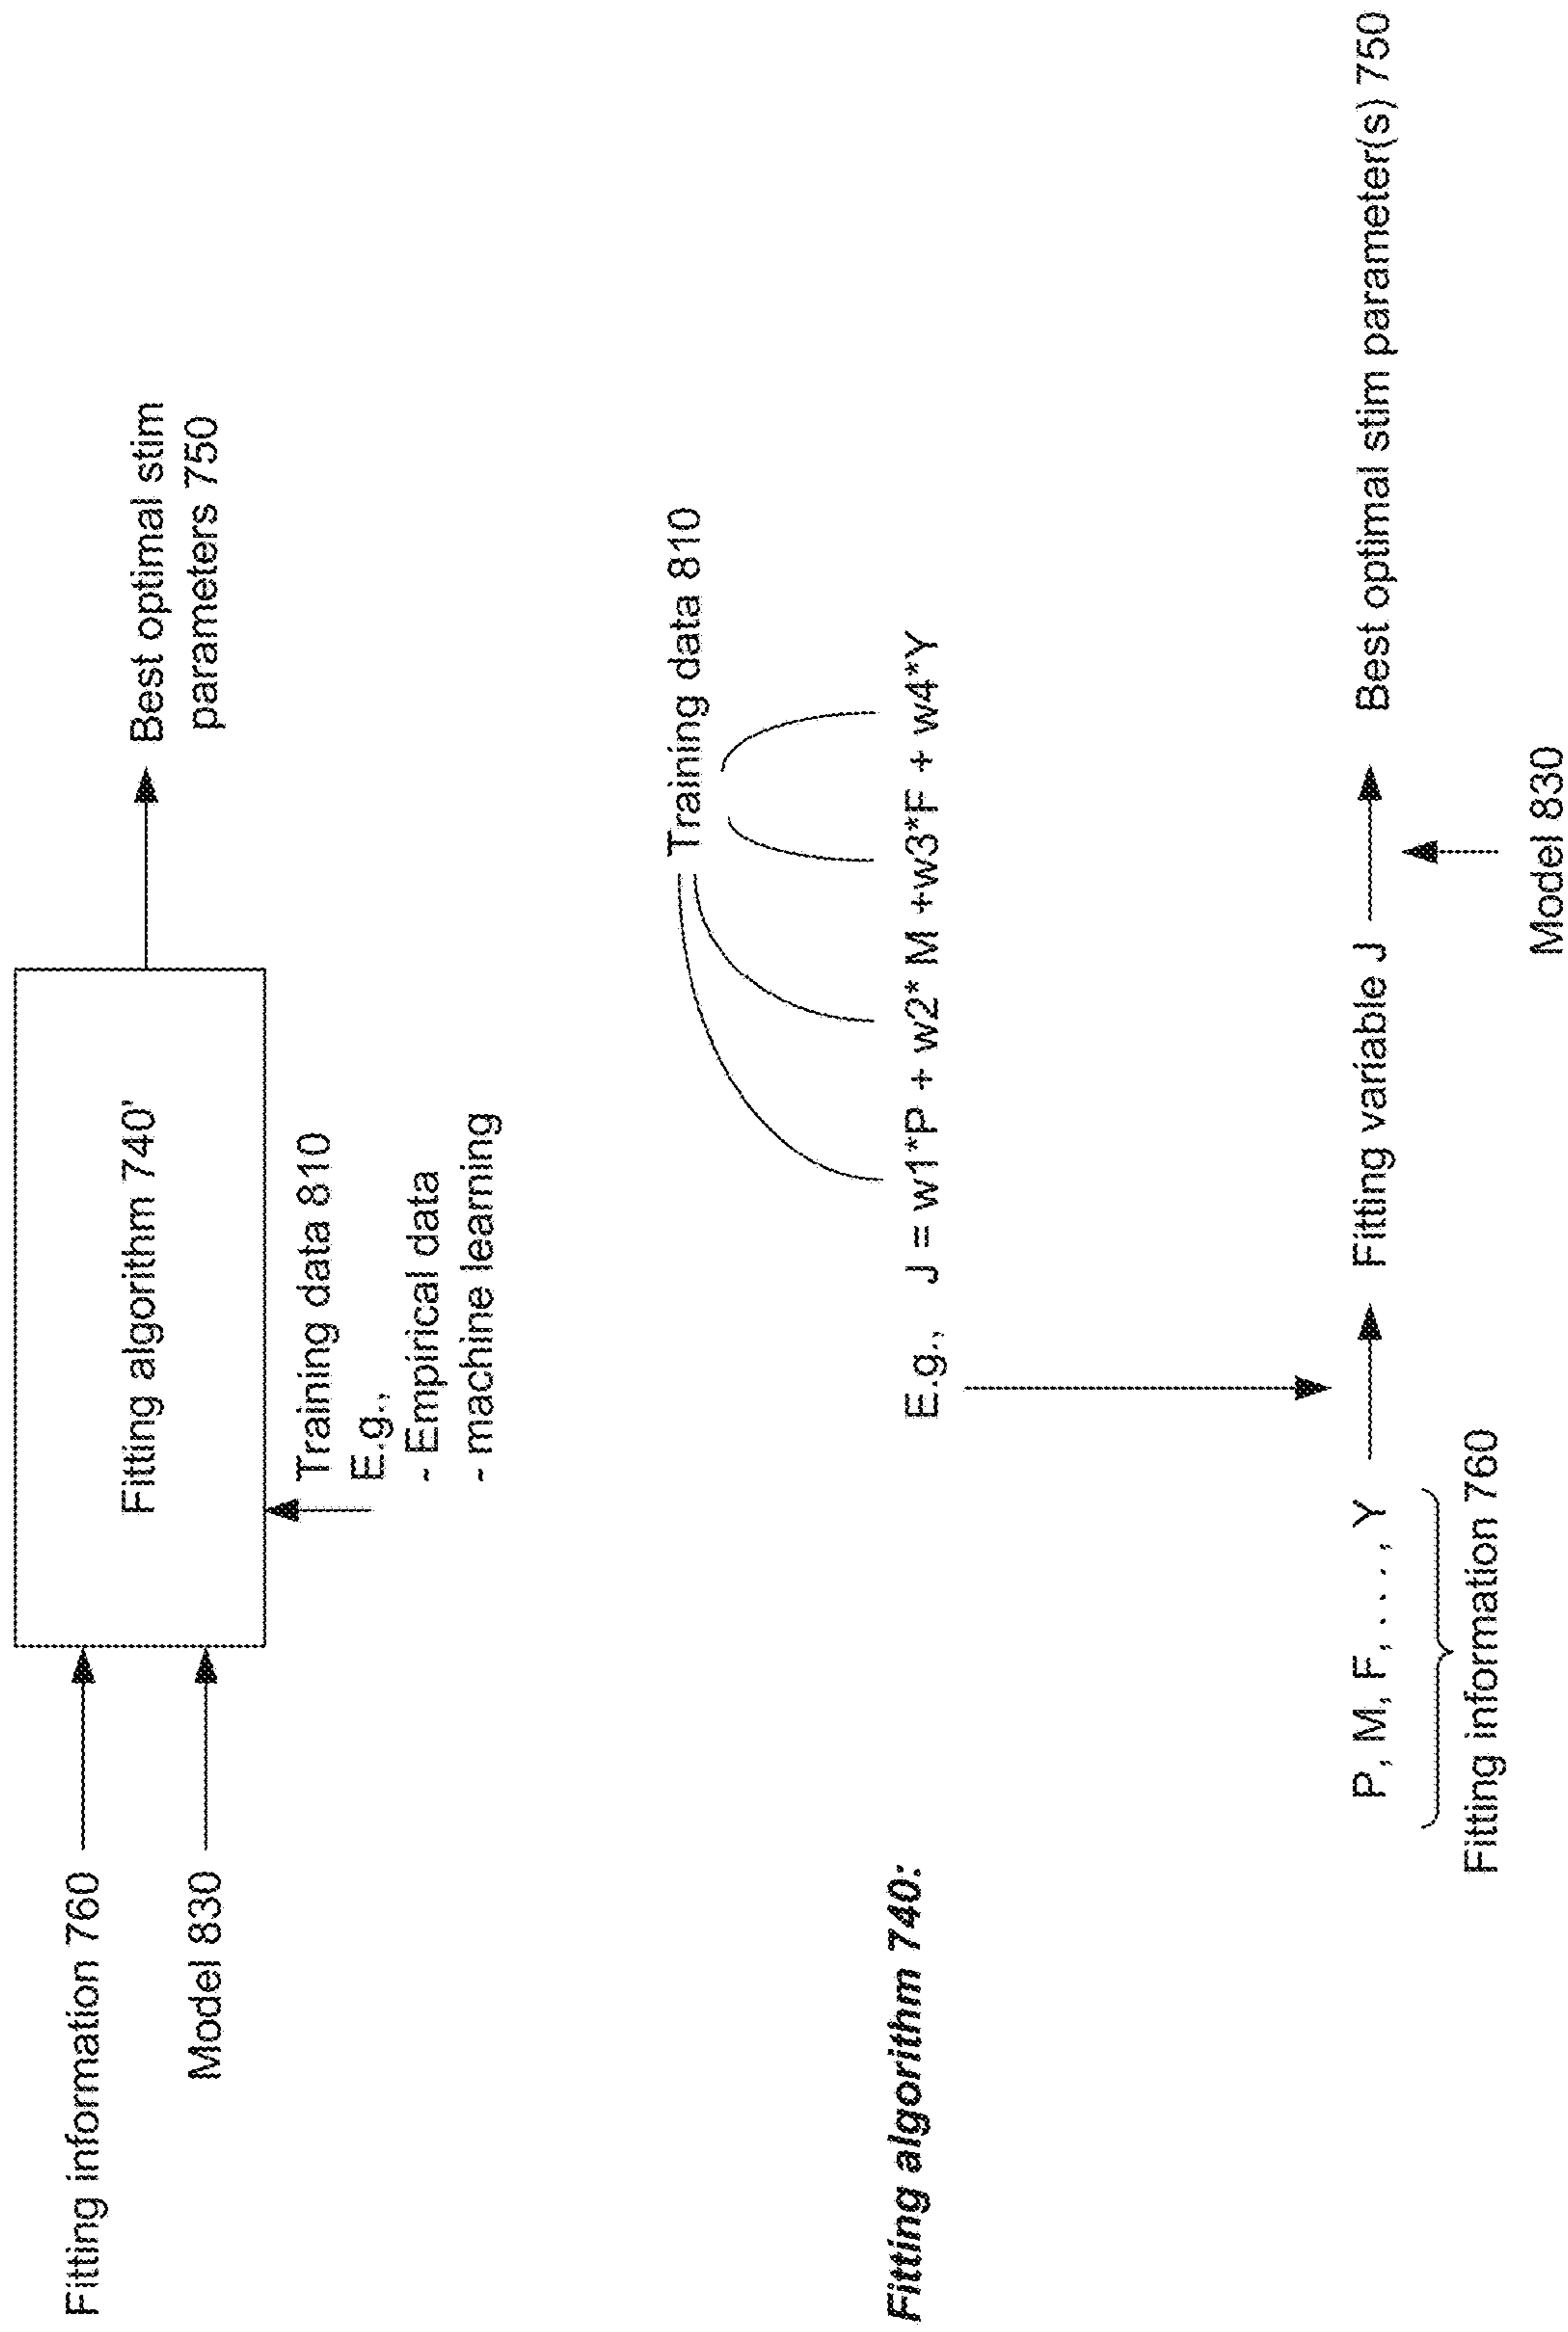 Fitting information 760
Model 830
Fitting algorithm 740'
Best optimal stim
parameters 750
Training data 810
E.g.,
- Empirical data
- machine learning
Fitting algorithm 740:
Training data 810
E.g., J = w1*P + w2* M +w3*F + w4*Y
P, M, F, . . . , Y
Fitting variable J
Best optimal stim parameter(s) 750
Fitting information 760
Model 830